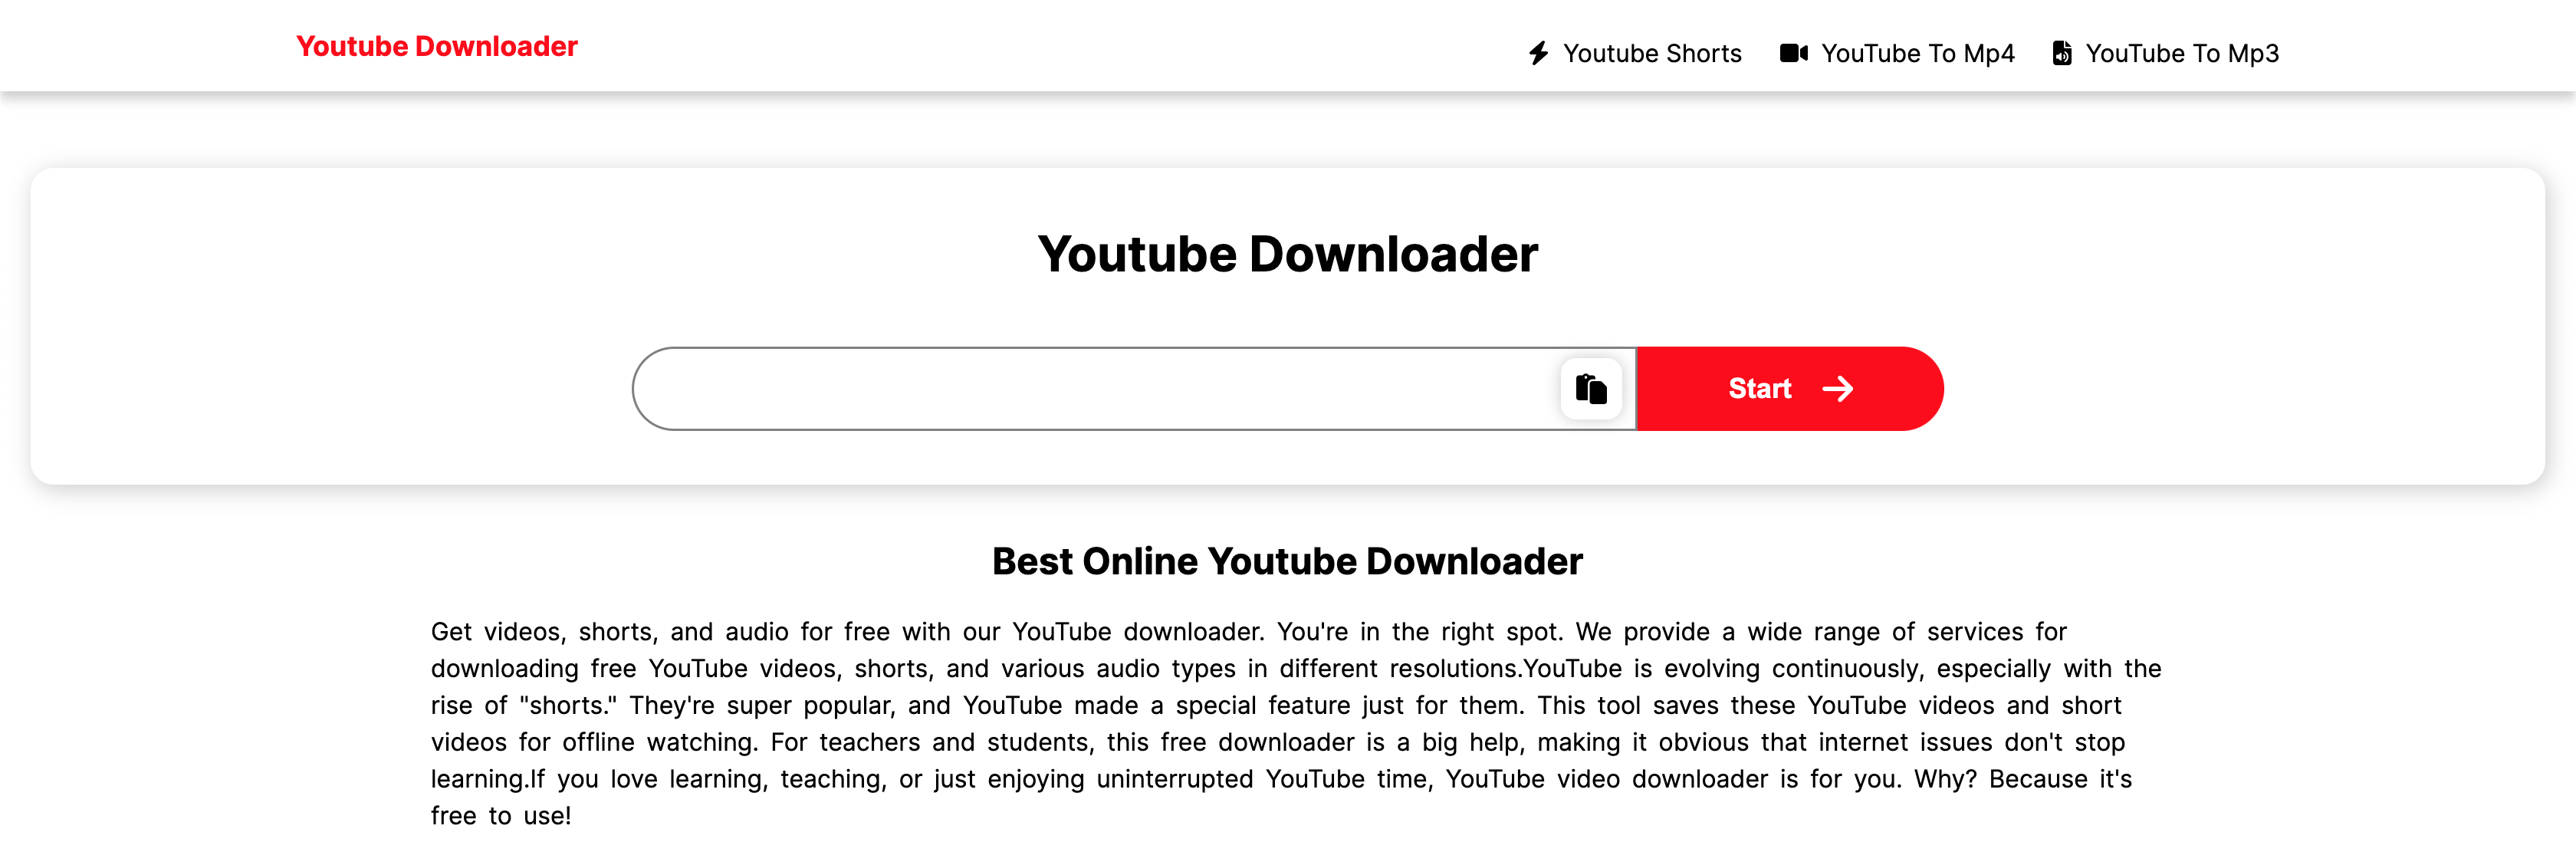 Youtube Downloader
Youtube Shorts
YouTube To Mp4
YouTube To Mp3
Youtube Downloader
Start
Best Online Youtube Downloader
Get videos, shorts, and audio for free with our YouTube downloader. You're in the right spot. We provide a wide range of services for
downloading free YouTube videos, shorts, and various audio types in different resolutions.YouTube is evolving continuously, especially with the
rise of "shorts." They're super popular, and YouTube made a special feature just for them. This tool saves these YouTube videos and short
videos for offline watching. For teachers and students, this free downloader is a big help, making it obvious that internet issues don't stop
learning.If you love learning, teaching, or just enjoying uninterrupted YouTube time, YouTube video downloader is for you. Why? Because it's
free to use!